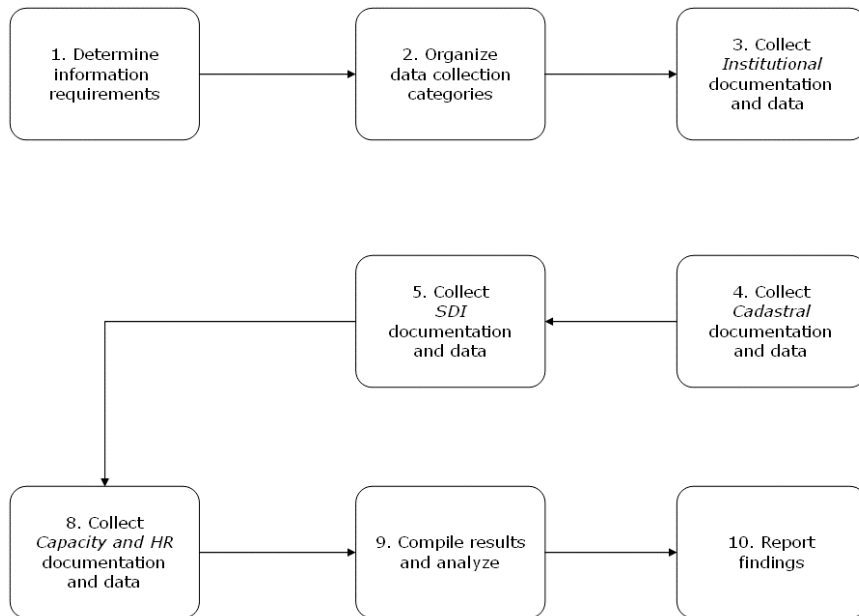 1. Determine
information
requirements
2. Organize
data collection
categories
3. Collect
Institutional
documentation
and data
5. Collect
SDI
documentation
and data
4. Collect
Cadastral
documentation
and data
8. Collect
Capacity and HR
documentation
and data
9. Compile results
and analyze
10. Report
findings